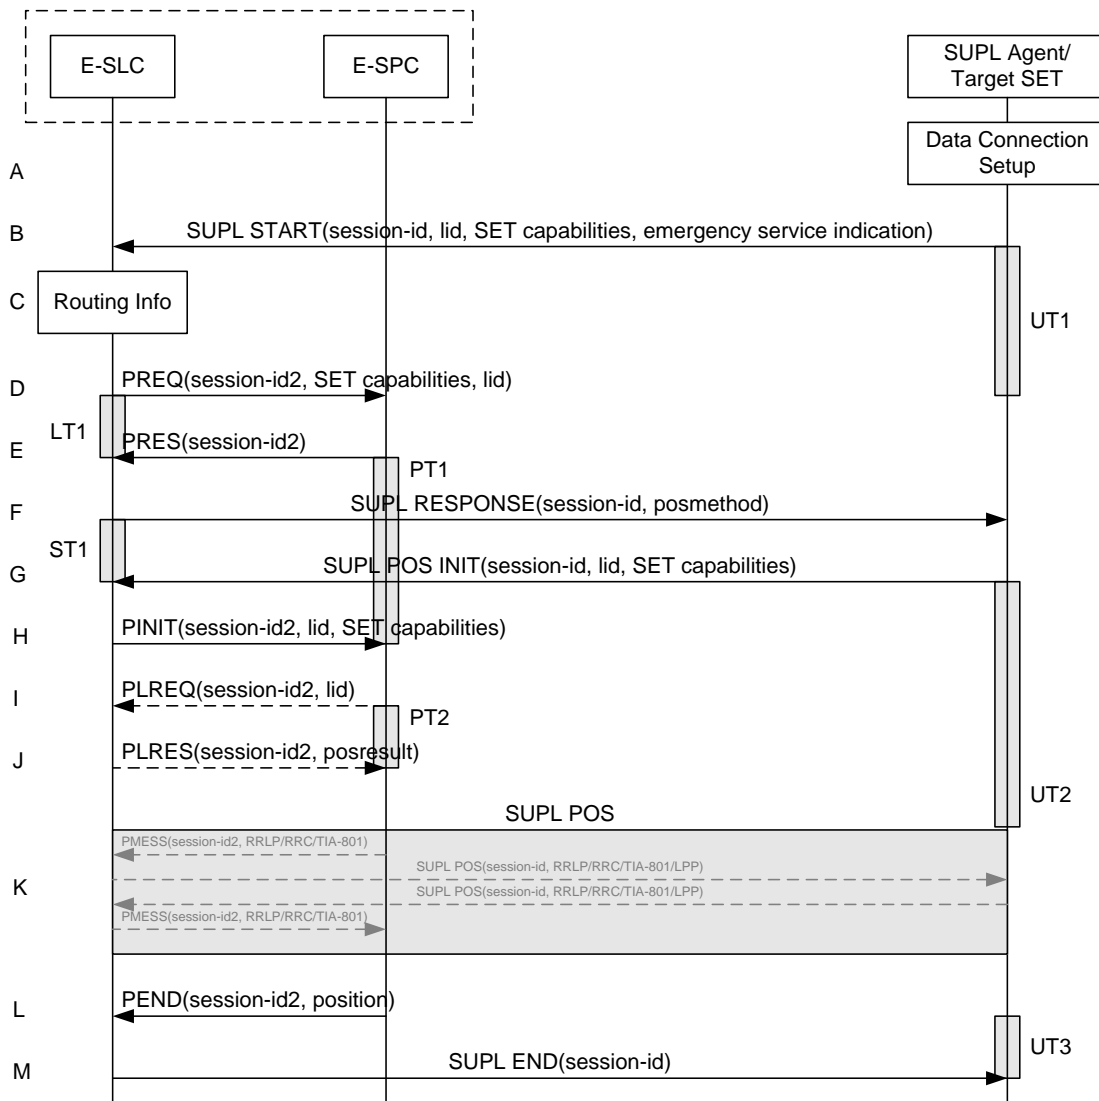 E-SLC
E-SPC
SUPL Agent/
Target SET
A
Data Connection
Setup
B
SUPL START(session-id, lid, SET capabilities, emergency service indication)
C
Routing Info
UT1
D
PREQ(session-id2, SET capabilities, lid)
LT1
E
PRES(session-id2)
PT1
F
SUPL RESPONSE(session-id, posmethod)
ST1
G
SUPL POS INIT(session-id, lid, SET capabilities)
H
PINIT(session-id2, lid, SET capabilities)
I
PLREQ(session-id2, lid)
PT2
J
PLRES(session-id2, posresult)
UT2
SUPL POS
PMESS(session-id2, RRLP/RRC/TIA-801)
SUPL POS(session-id, RRLP/RRC/TIA-801/LPP)
K
SUPL POS(session-id, RRLP/RRC/TIA-801/LPP)
PMESS(session-id2, RRLP/RRC/TIA-801)
L
PEND(session-id2, position)
UT3
M
SUPL END(session-id)